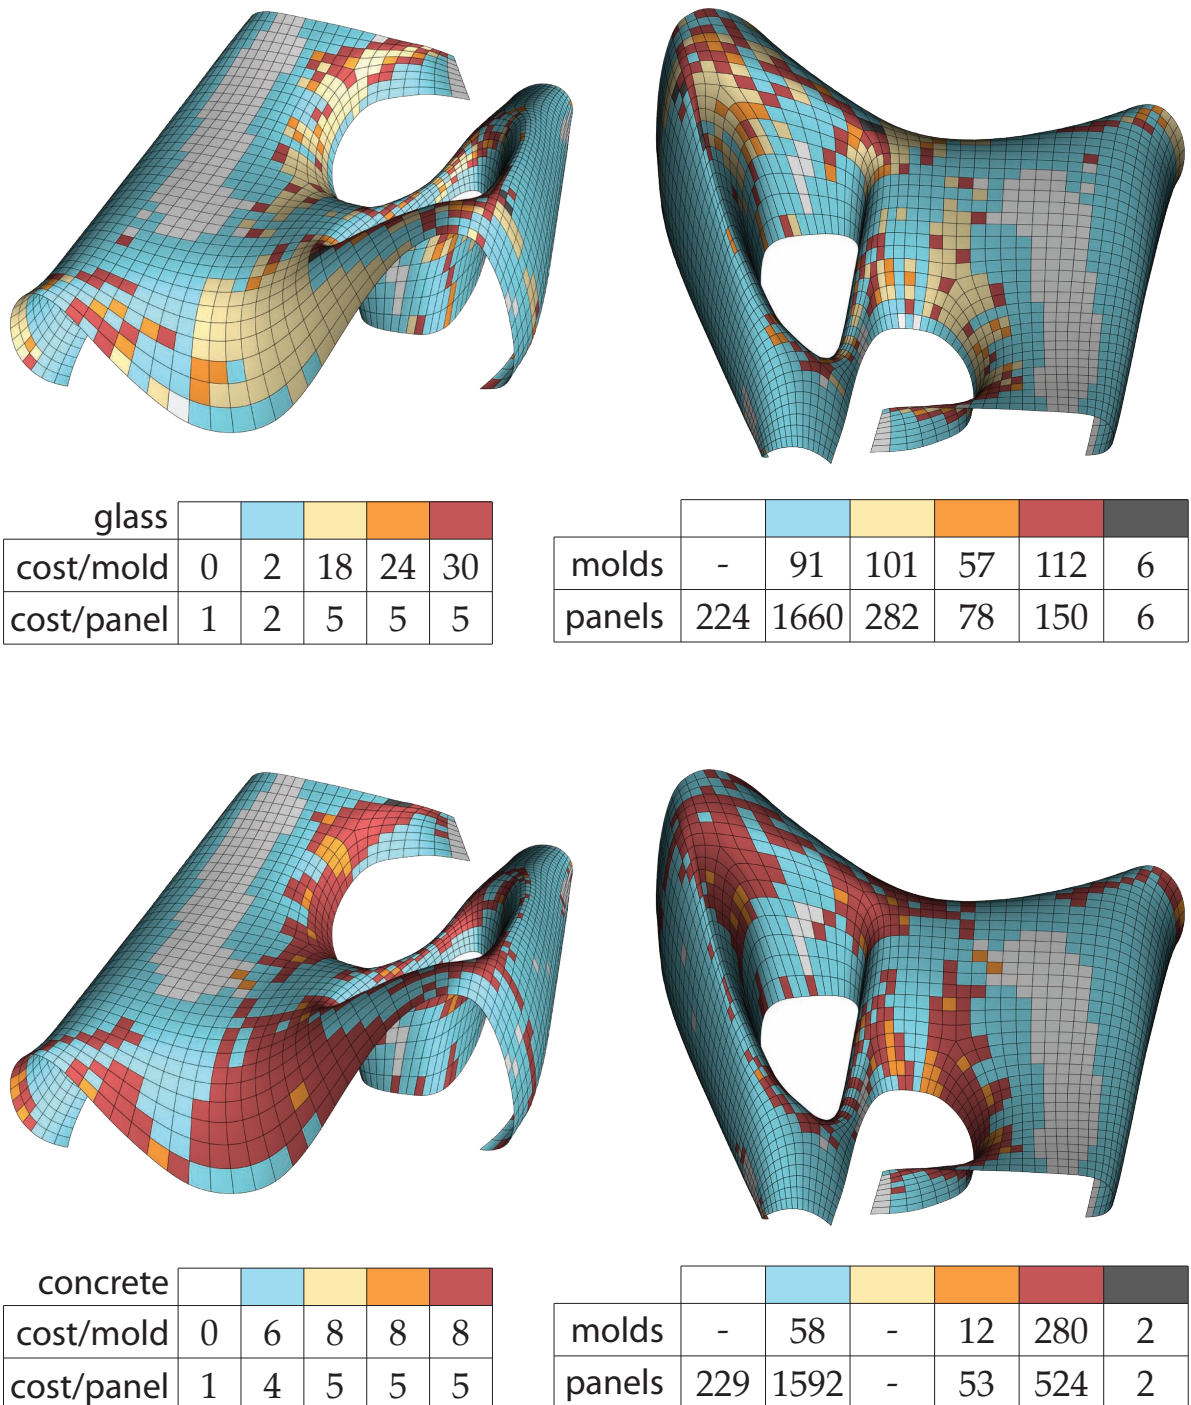 glass
cost/mold 0 2 18 24 30
cost/panel 1 2 5 5 5
molds - 91 101 57 112 6
panels 224 1660 282 78 150 6
concrete
cost/mold 0 6 8 8 8
cost/panel 1 4 5 5 5
molds - 58 - 12 280 2
panels 229 1592 - 53 524 2